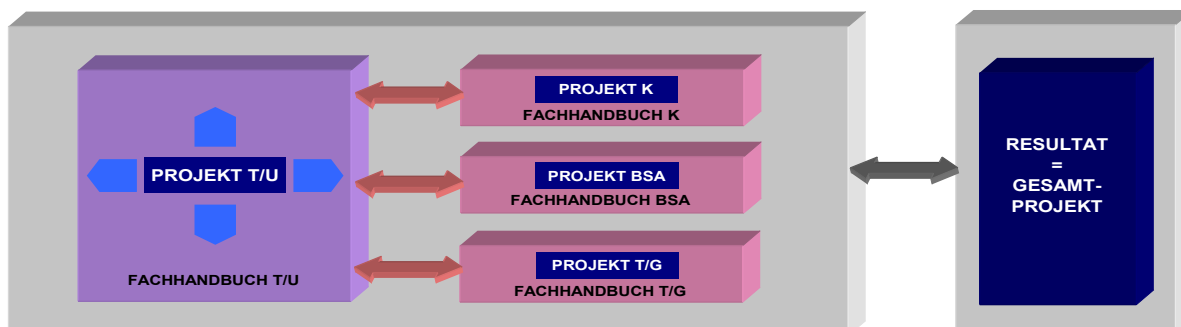 PROJEKT T/U
FACHHANDBUCH T/U
PROJEKT K
FACHHANDBUCH K
PROJEKT BSA
FACHHANDBUCH BSA
PROJEKT T/G
FACHHANDBUCH T/G
RESULTAT
=
GESAMT-
PROJEKT